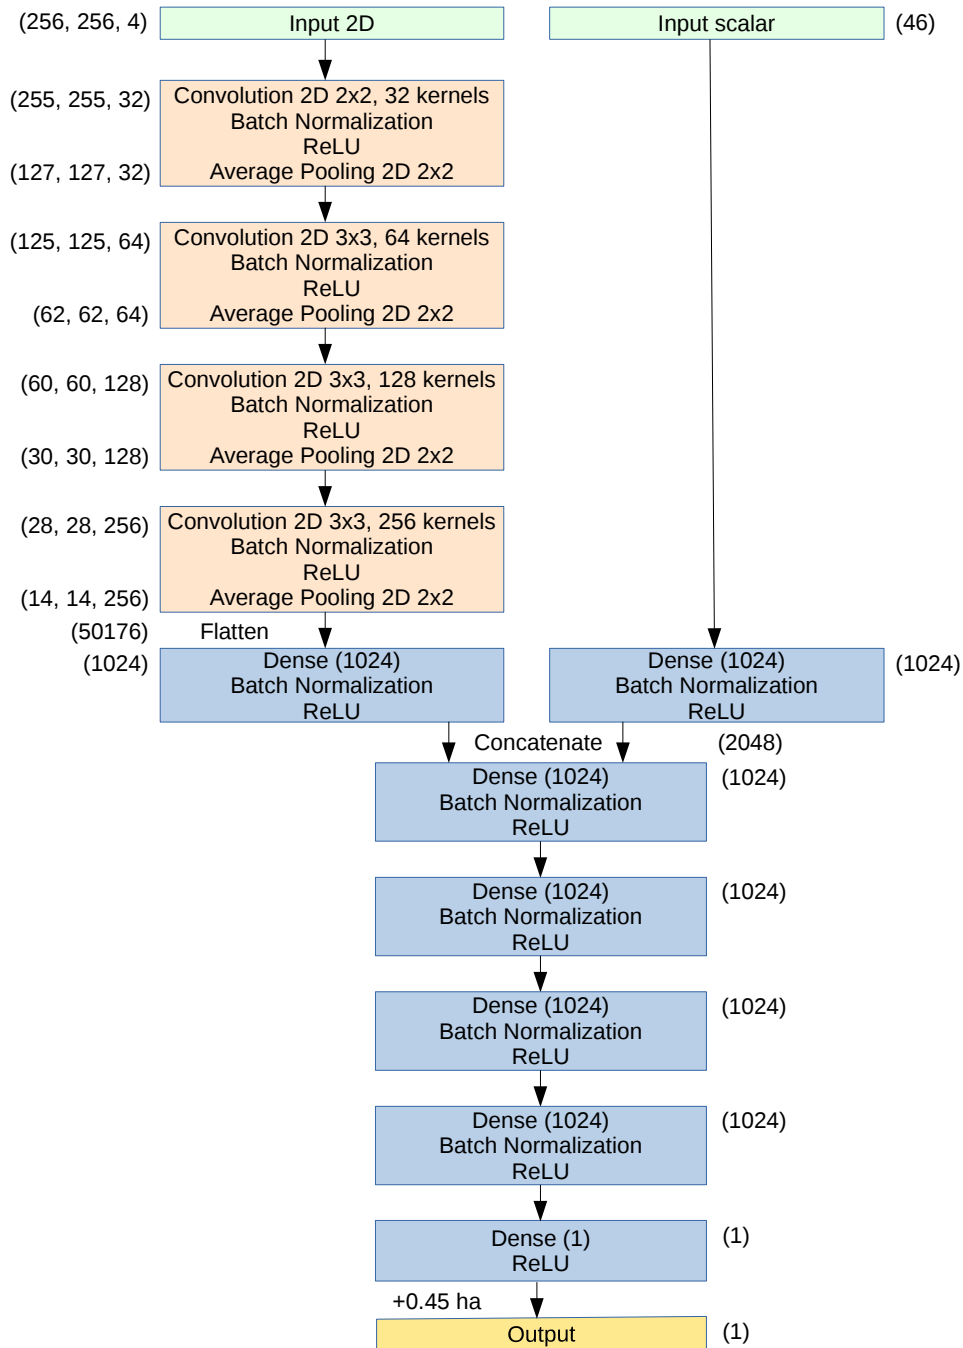 (256, 256, 4)
Input 2D
Input scalar
(46)
(255, 255, 32)
Convolution 2D 2x2, 32 kernels
Batch Normalization
ReLU
(127, 127, 32)
Average Pooling 2D 2x2
(125, 125, 64)
Convolution 2D 3x3, 64 kernels
Batch Normalization
ReLU
(62, 62, 64)
Average Pooling 2D 2x2
(60, 60, 128)
Convolution 2D 3x3, 128 kernels
Batch Normalization
ReLU
(30, 30, 128)
Average Pooling 2D 2x2
(28, 28, 256)
Convolution 2D 3x3, 256 kernels
Batch Normalization
ReLU
(14, 14, 256)
Average Pooling 2D 2x2
(50176)
Flatten
(1024)
Dense (1024)
Batch Normalization
ReLU
Dense (1024)
Batch Normalization
ReLU
(1024)
Concatenate
(2048)
Dense (1024)
Batch Normalization
ReLU
(1024)
Dense (1024)
Batch Normalization
ReLU
(1024)
Dense (1024)
Batch Normalization
ReLU
(1024)
Dense (1024)
Batch Normalization
ReLU
(1024)
Dense (1)
ReLU
(1)
+0.45 ha
Output
(1)